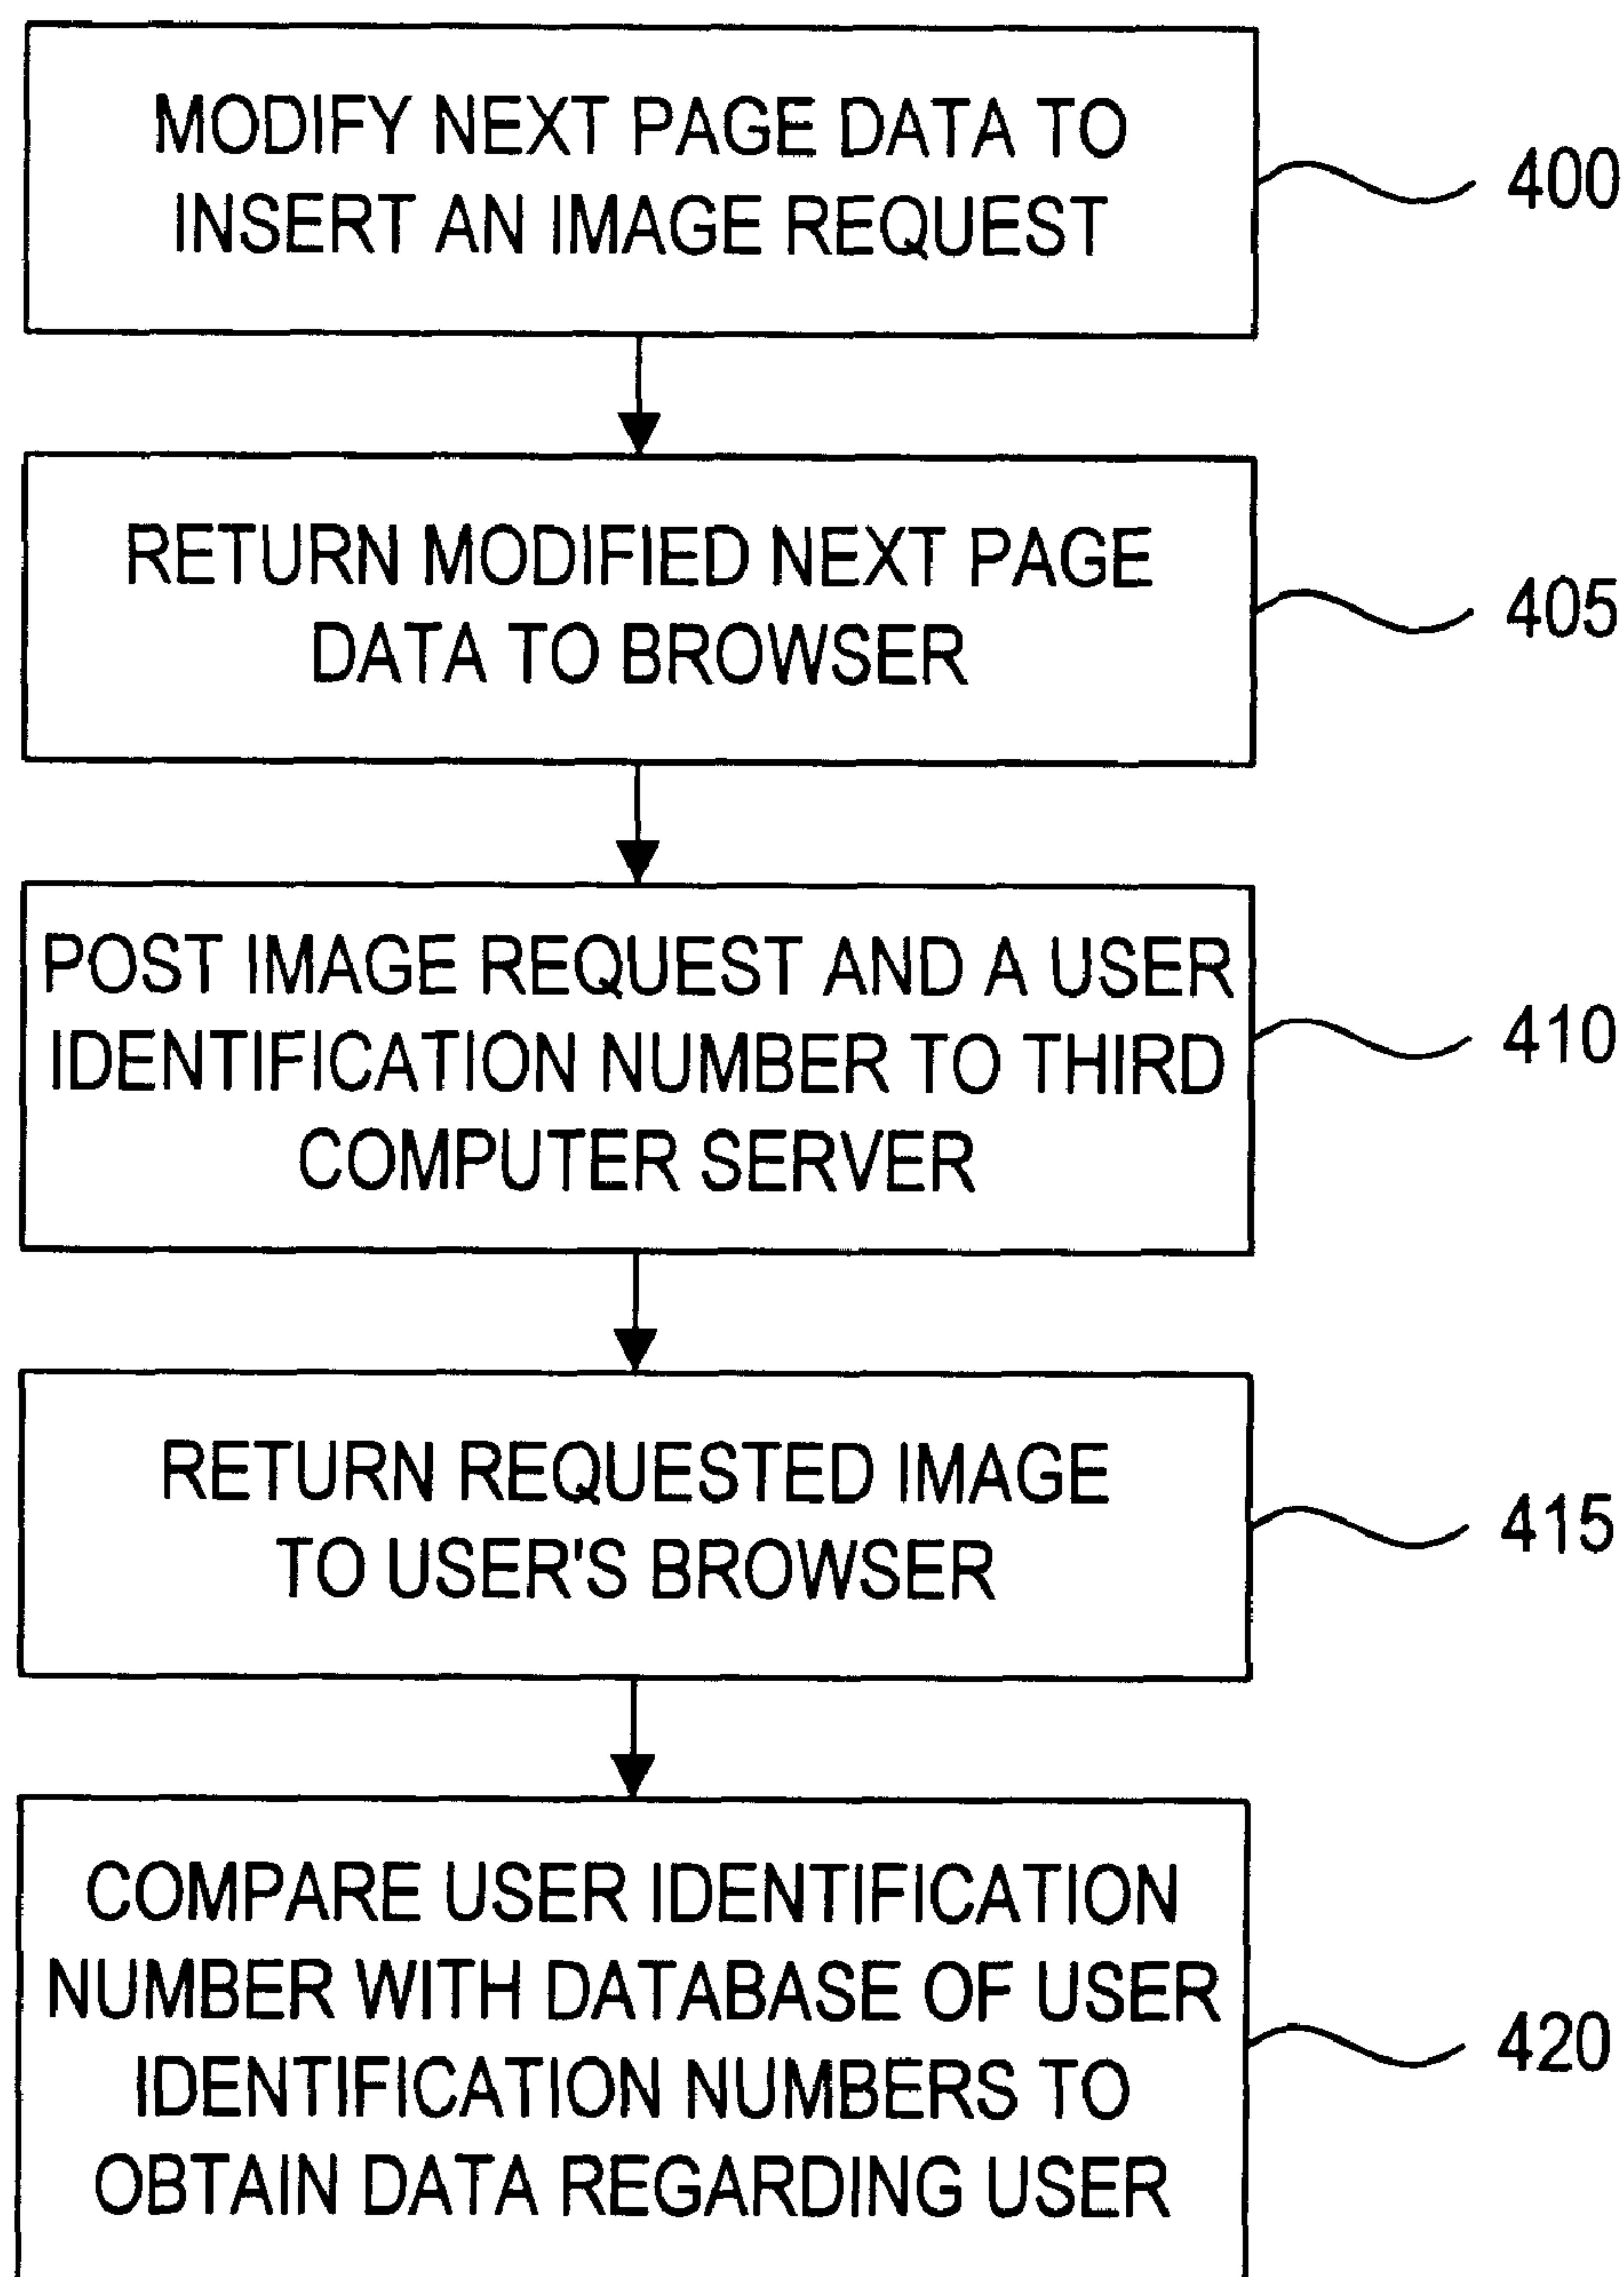 MODIFY NEXT PAGE DATA TO
INSERT AN IMAGE REQUEST
400
RETURN MODIFIED NEXT PAGE
DATA TO BROWSER
405
POST IMAGE REQUEST AND A USER
IDENTIFICATION NUMBER TO THIRD
COMPUTER SERVER
410
RETURN REQUESTED IMAGE
TO USER'S BROWSER
415
COMPARE USER IDENTIFICATION
NUMBER WITH DATABASE OF USER
IDENTIFICATION NUMBERS TO
OBTAIN DATA REGARDING USER
420